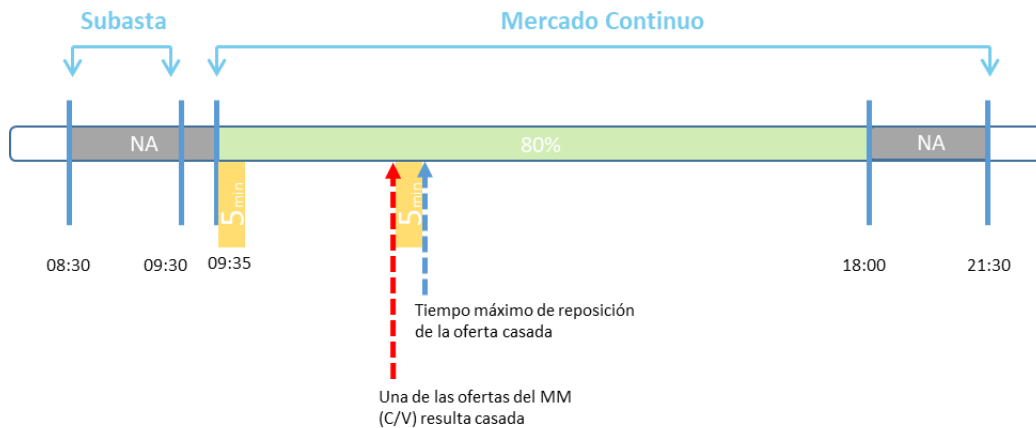 Subasta
Mercado Continuo
NA
80%
NA
5min
5min
08:30
09:30
09:35
18:00
21:30
Tiempo máximo de reposición
de la oferta casada
Una de las ofertas del MM
(C/V) resulta casada